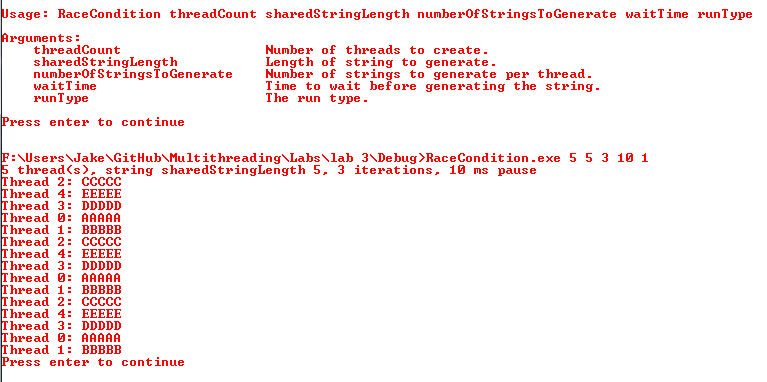 Usage: RaceCondition threadCount sharedStringLength numberOfStringsToGenerate waitTime runType
Arguments:
threadCount Number of threads to create.
sharedStringLength Length of string to generate.
numberOfStringsToGenerate Number of strings to generate per thread.
waitTime Time to wait before generating the string.
runType The run type.
Press enter to continue
F:\Users\Jake\GitHub\Multithreading\Labs\lab 3\Debug>RaceCondition.exe 5 5 3 10 1
5 thread(s), string sharedStringLength 5, 3 iterations, 10 ms pause
Thread 2: CCCCC
Thread 4: EEEEE
Thread 3: DDDDD
Thread 0: AAAAA
Thread 1: BBBBB
Thread 2: CCCCC
Thread 4: EEEEE
Thread 3: DDDDD
Thread 0: AAAAA
Thread 1: BBBBB
Thread 2: CCCCC
Thread 4: EEEEE
Thread 3: DDDDD
Thread 0: AAAAA
Thread 1: BBBBB
Press enter to continue